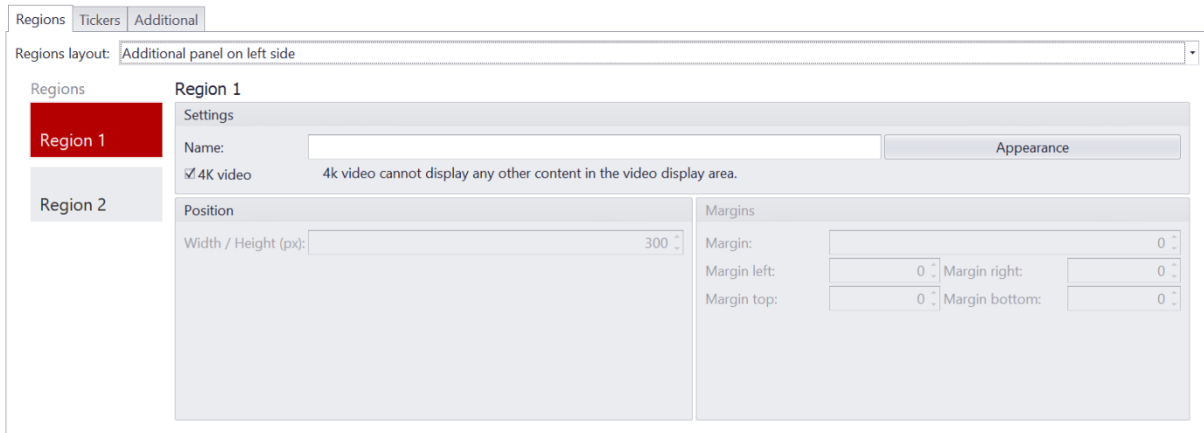 Regions Tickers Additional
Regions layout: Additional panel on left side
Regions
Region 1
Region 2
Region 1
Settings
Name: Appearance
4K video 4k video cannot display any other content in the video display area.
Position
Width / Height (px): 300
Margins
Margin: 0
Margin left: 0 Margin right: 0
Margin top: 0 Margin bottom: 0